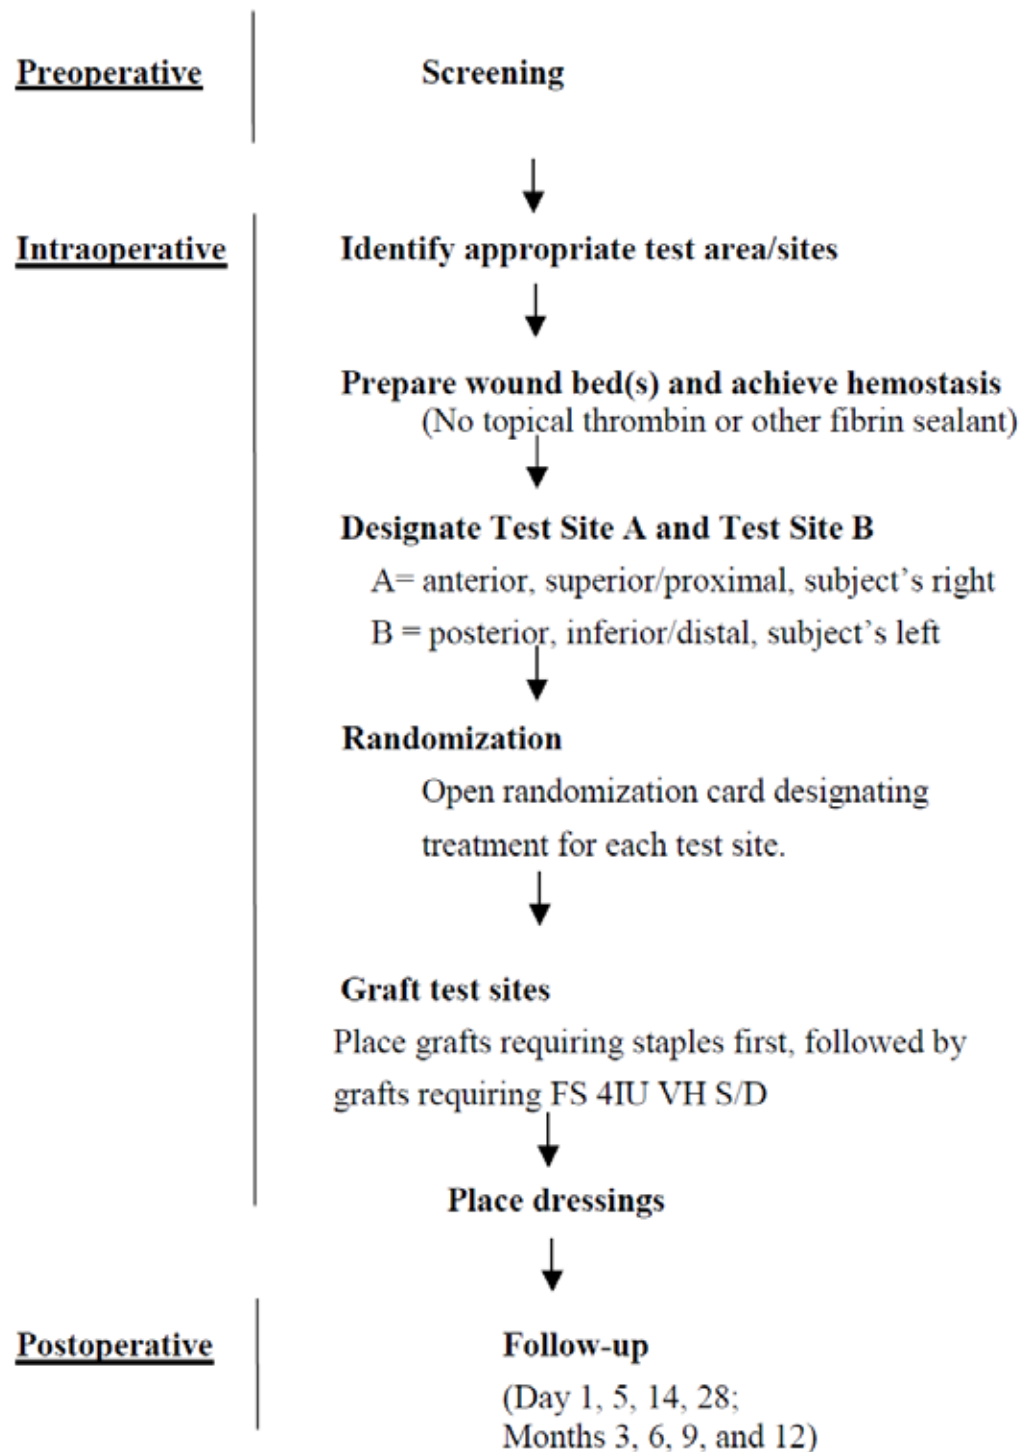 Preoperative
Screening
Intraoperative
Identify appropriate test area/sites
Prepare wound bed(s) and achieve hemostasis
(No topical thrombin or other fibrin sealant)
Designate Test Site A and Test Site B
A= anterior, superior/proximal, subject's right
B = posterior, inferior/distal, subject's left
Randomization
Open randomization card designating
treatment for each test site.
Graft test sites
Place grafts requiring staples first, followed by
grafts requiring FS 4IU VH S/D
Place dressings
Postoperative
Follow-up
(Day 1, 5, 14, 28;
Months 3, 6, 9, and 12)